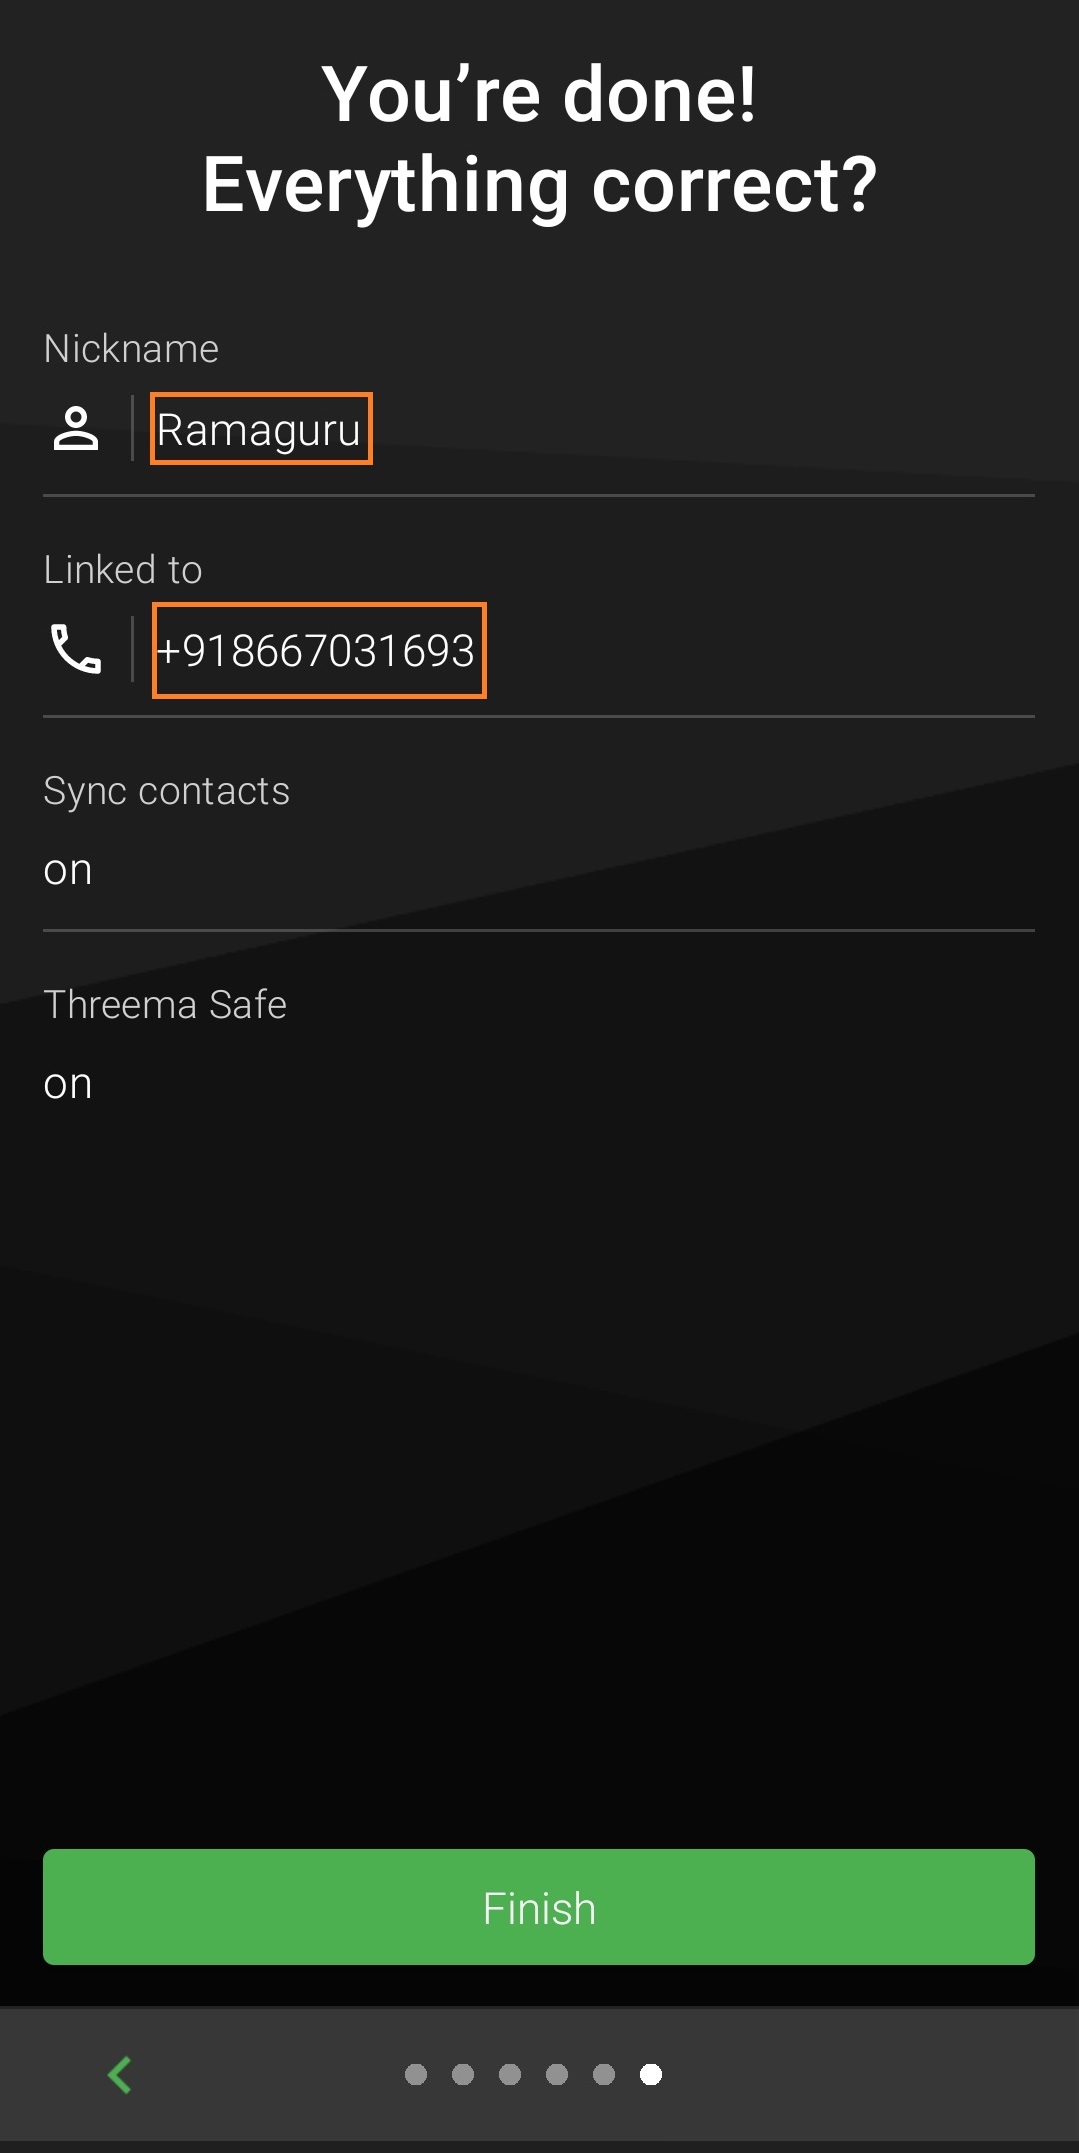 You’re done!
Everything correct?
Nickname
Ramaguru
Linked to
+918667031693
Sync contacts
on
Threema Safe
on
Finish